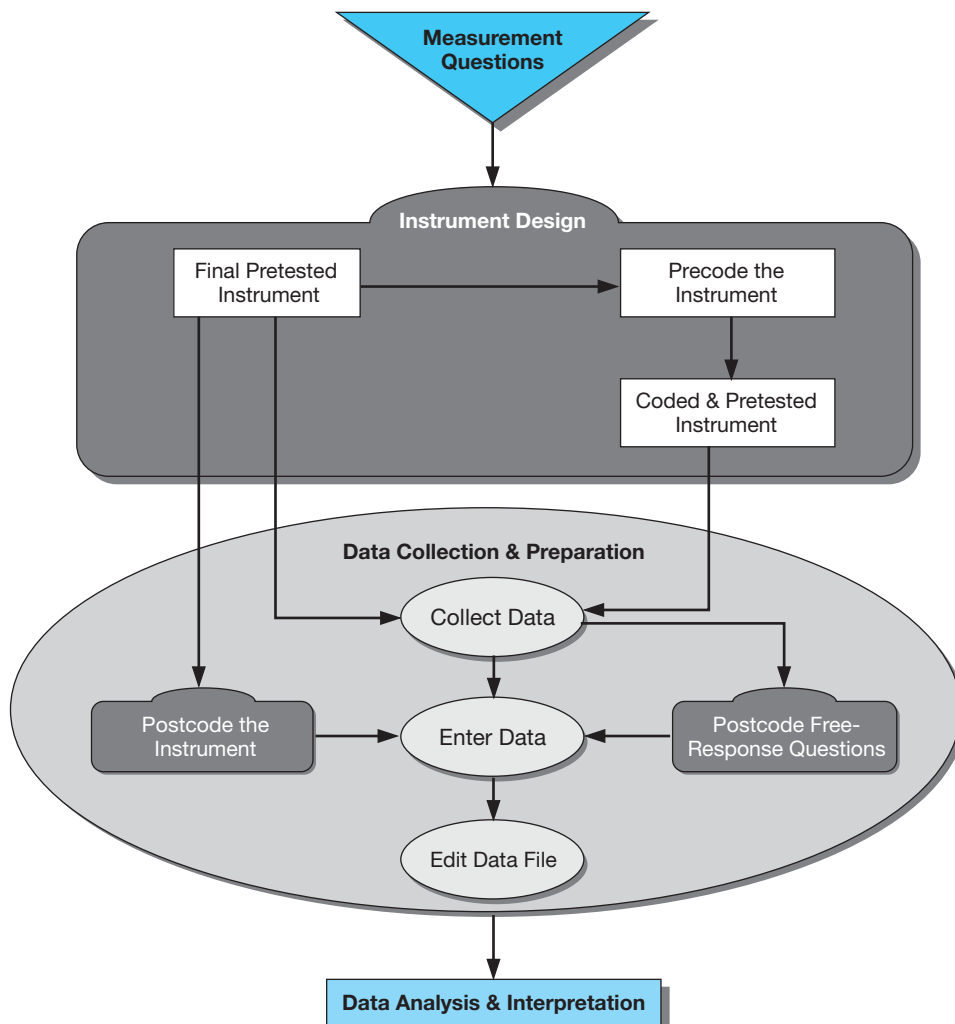 Measurement
Questions
Instrument Design
Final Pretested
Instrument
Precode the
Instrument
Coded & Pretested
Instrument
Data Collection & Preparation
Collect Data
Postcode the
Instrument
Enter Data
Postcode Free-
Response Questions
Edit Data File
Data Analysis & Interpretation